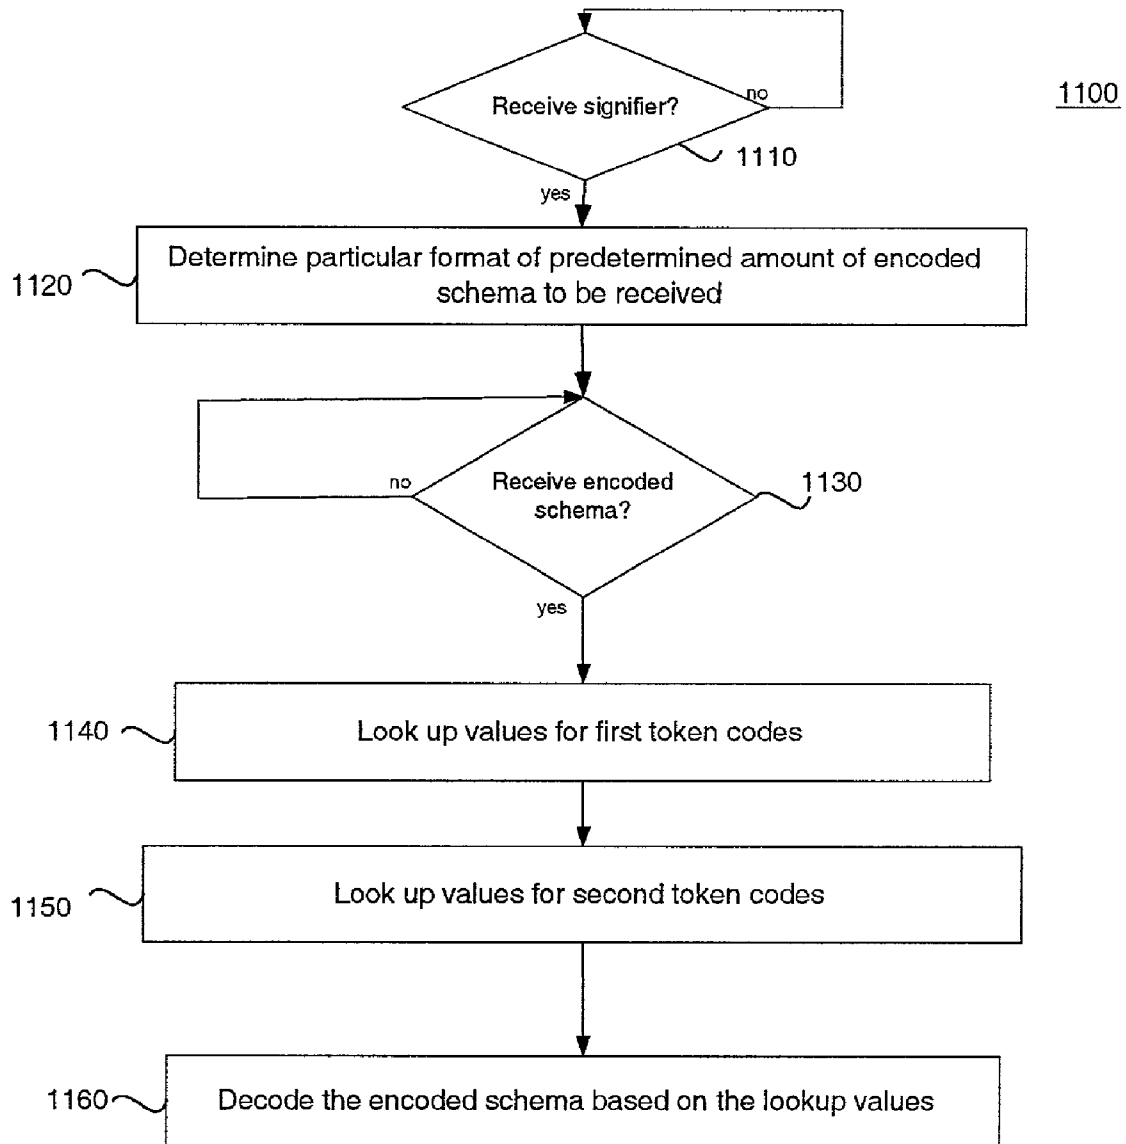 no
1100
Receive signifier?
1110
yes
Determine particular format of predetermined amount of encoded
schema to be received
1120
no
Receive encoded
schema?
1130
yes
1140
Look up values for first token codes
1150
Look up values for second token codes
1160
Decode the encoded schema based on the lookup values